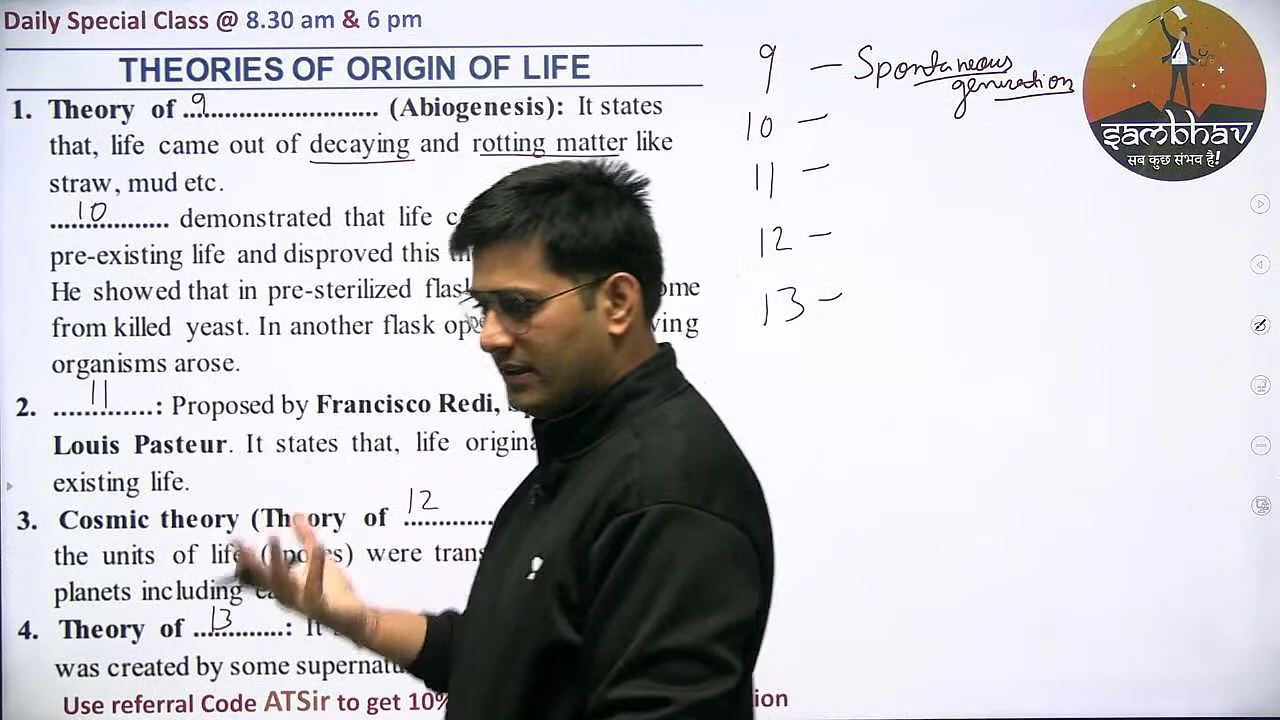 Daily Special Class @ 8.30 am & 6 pm
THEORIES OF ORIGIN OF LIFE
1. Theory of 9........................... (Abiogenesis): It states
that, life came out of decaying and rotting matter like
straw, mud etc.
10 ................. demonstrated that life
pre-existing life and disproved this
He showed that in pre-sterilized
from killed yeast. In another flask
organisms arose.
2. 11 .............: Proposed by Francisco Redi,
Louis Pasteur. It states that, life
existing life.
3. Cosmic theory (Theory of 12 ............
the units of were
planets including
4. Theory of 13 .............: It
was created by some
Use referral Code ATSir to get 10%
9 – Spontaneous
generation
10 –
11 –
12 –
13 –
sambhav
सब कुछ संभव है!